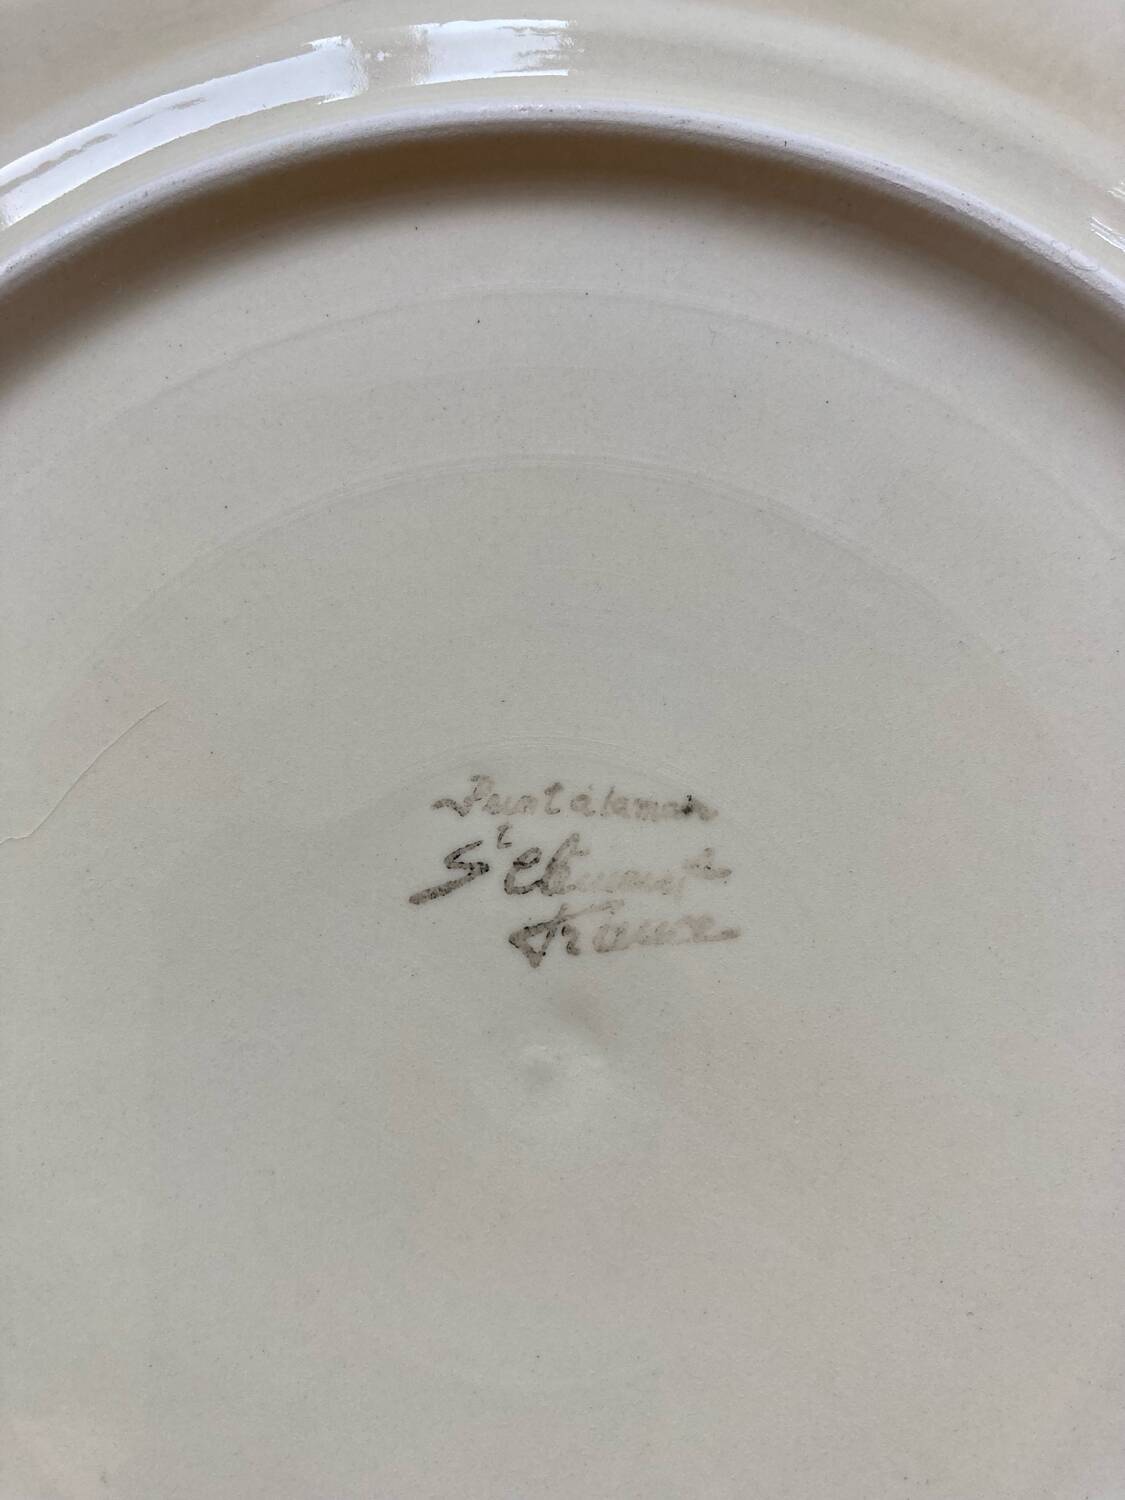 Peint à la main
St Clément
France